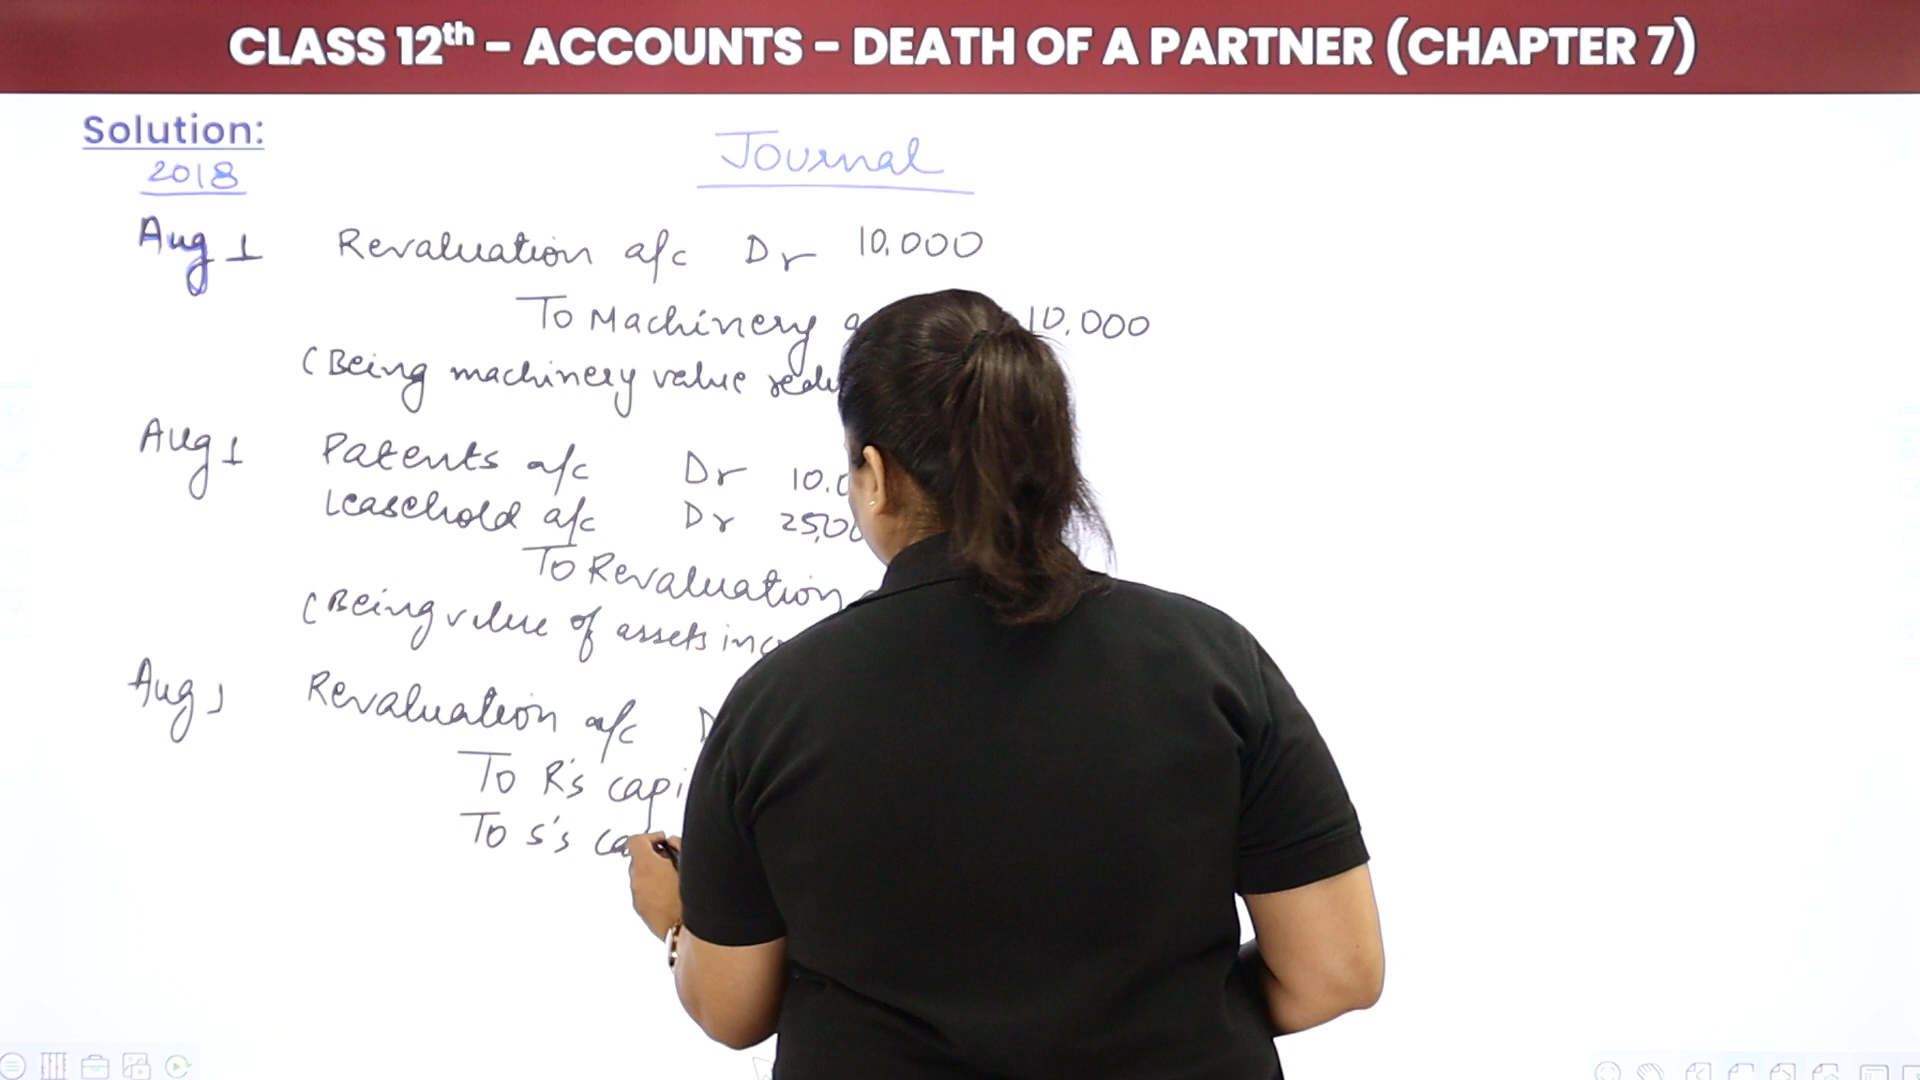 CLASS 12th – ACCOUNTS – DEATH OF A PARTNER (CHAPTER 7)
Solution:
2018
Journal
Aug 1 Revaluation a/c Dr 10,000
To Machinery 10,000
(Being machinery value
Aug 1 Patents a/c Dr
Leasehold a/c Dr
To Revaluation
(Being value of assets
Aug 1 Revaluation a/c
To R's
To S's